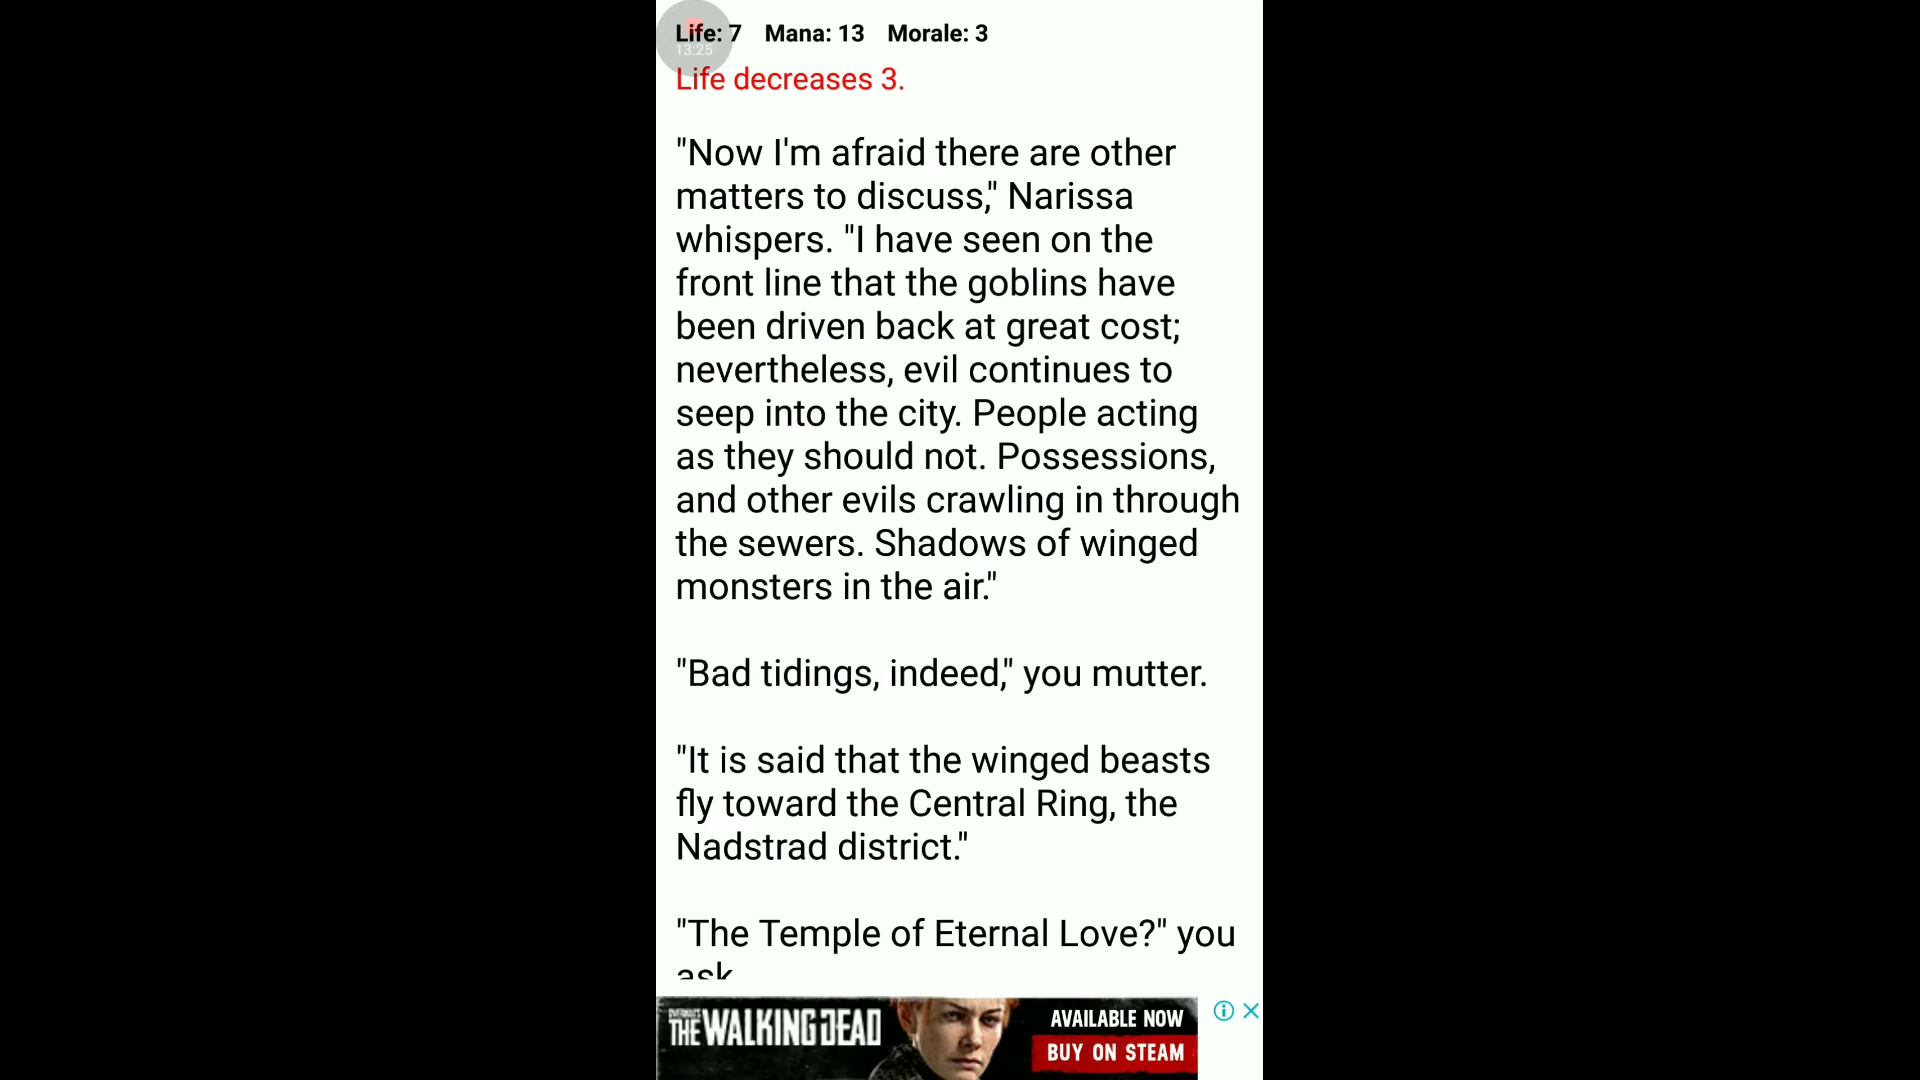 Life: 7 Mana: 13 Morale: 3
13:25
Life decreases 3.
"Now I'm afraid there are other
matters to discuss," Narissa
whispers. "I have seen on the
front line that the goblins have
been driven back at great cost;
nevertheless, evil continues to
seep into the city. People acting
as they should not. Possessions,
and other evils crawling in through
the sewers. Shadows of winged
monsters in the air."
"Bad tidings, indeed," you mutter.
"It is said that the winged beasts
fly toward the Central Ring, the
Nadstrad district."
"The Temple of Eternal Love?" you
ask
OVERKILL'S
THE WALKING DEAD
AVAILABLE NOW
BUY ON STEAM